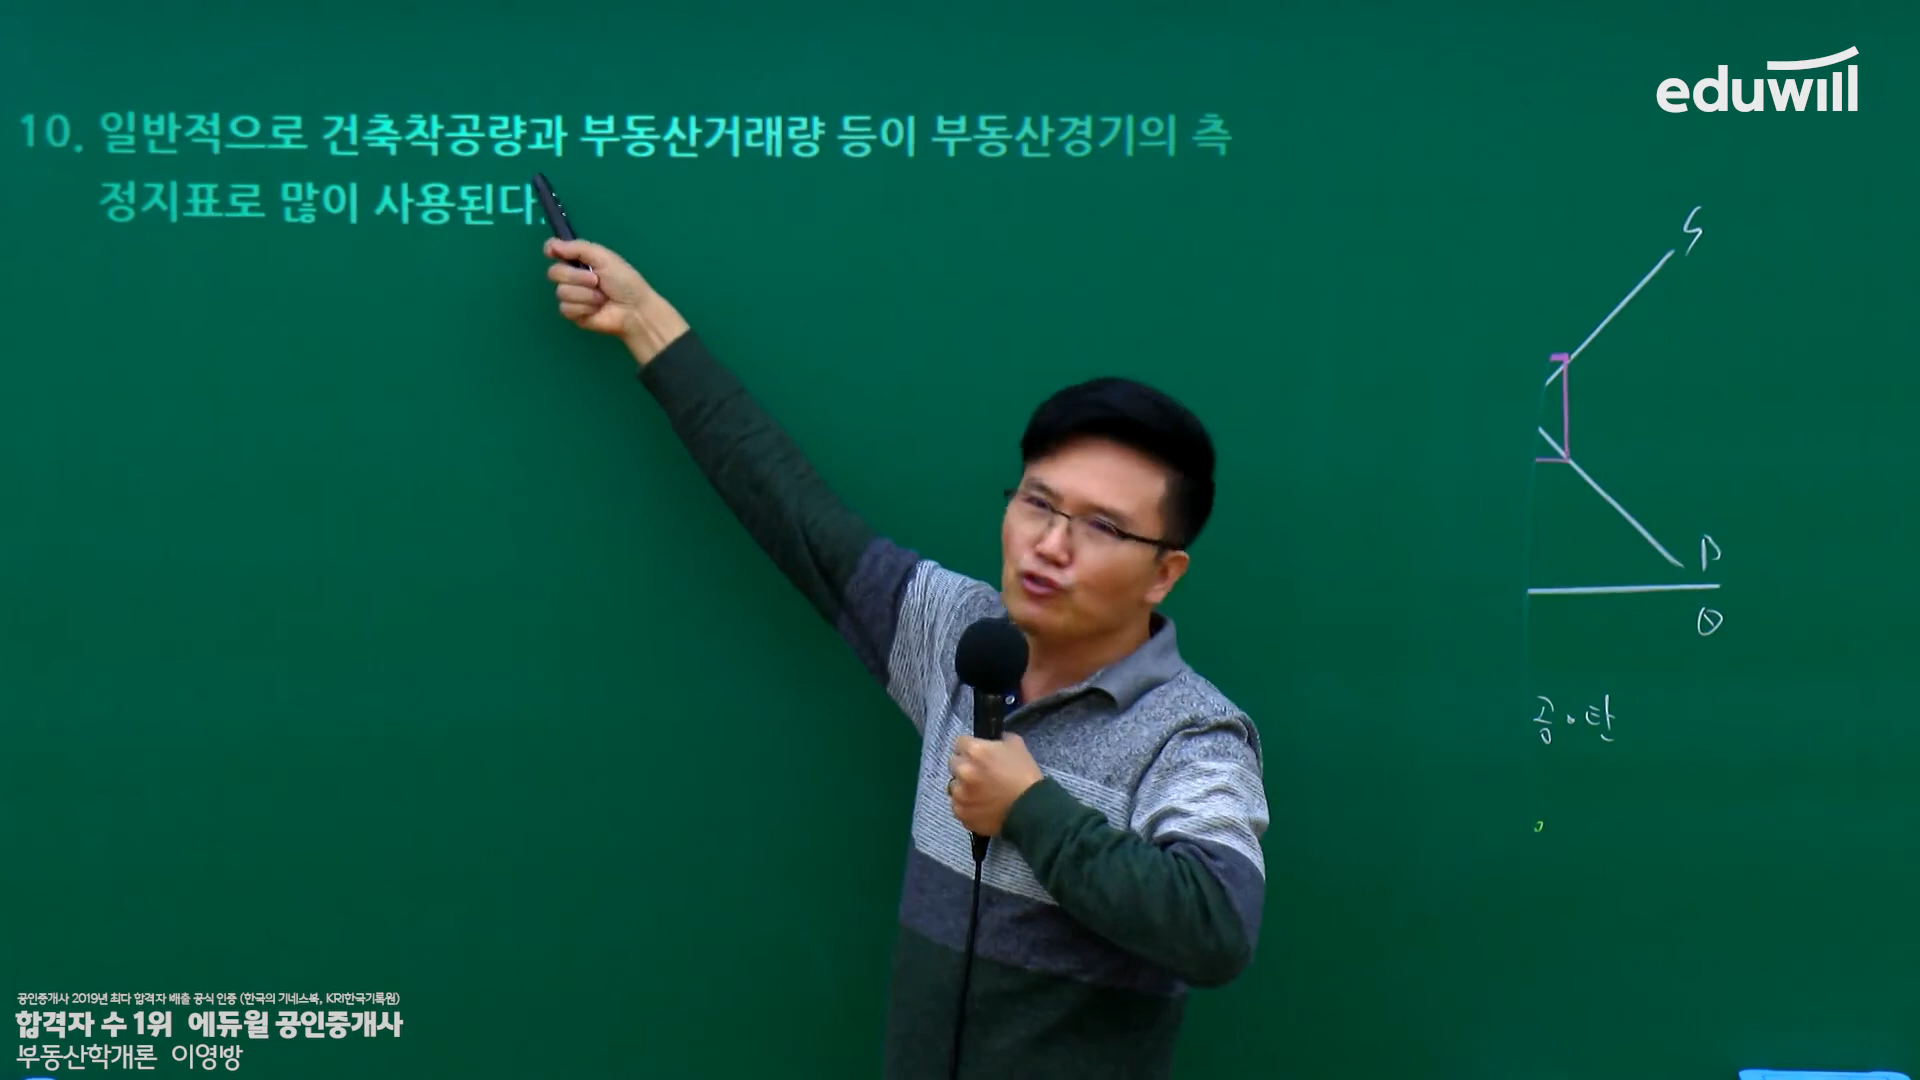 eduwill
10. 일반적으로 건축착공량과 부동산거래량 등이 부동산경기의 측
정지표로 많이 사용된다.
S
D
Q
공·탄
공인중개사 2019년 최다 합격자 배출 공식 인증 (한국의 기네스북, KRI한국기록원)
합격자 수 1위 에듀윌 공인중개사
부동산학개론 이영방